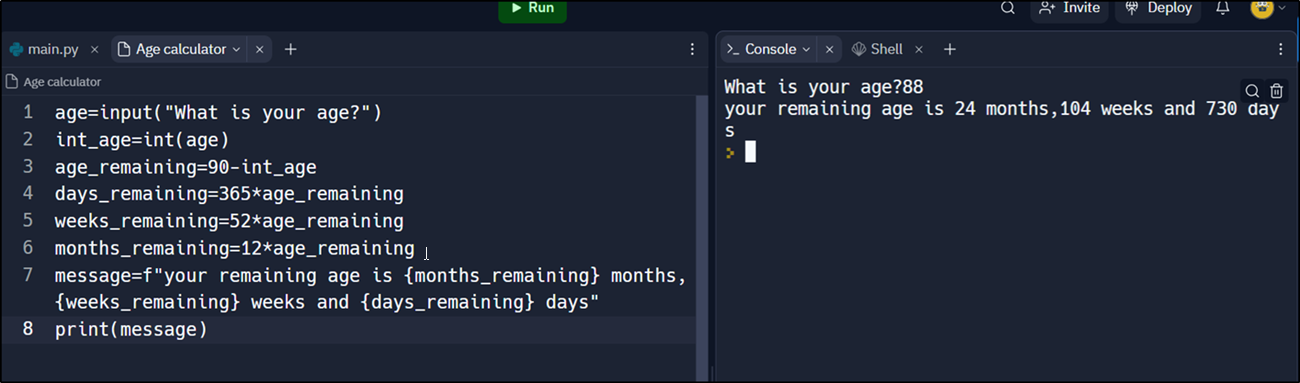 Run
Invite
Deploy
main.py
Age calculator
Console
Shell
Age calculator
1 age=input("What is your age?")
2 int_age=int(age)
3 age_remaining=90-int_age
4 days_remaining=365*age_remaining
5 weeks_remaining=52*age_remaining
6 months_remaining=12*age_remaining
7 message=f"your remaining age is {months_remaining} months,
{weeks_remaining} weeks and {days_remaining} days"
8 print(message)
What is your age?88
your remaining age is 24 months,104 weeks and 730 day
s